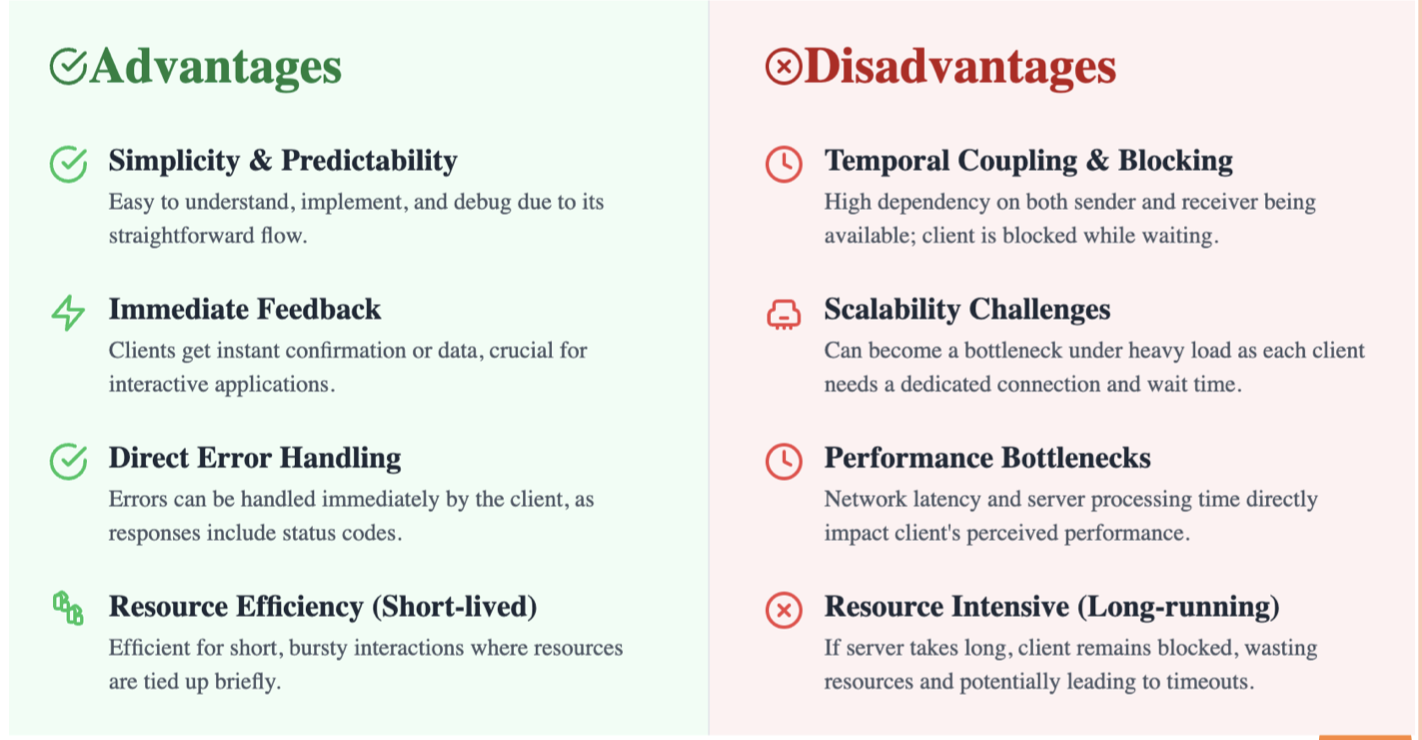 Advantages
Simplicity & Predictability
Easy to understand, implement, and debug due to its
straightforward flow.
Immediate Feedback
Clients get instant confirmation or data, crucial for
interactive applications.
Direct Error Handling
Errors can be handled immediately by the client, as
responses include status codes.
Resource Efficiency (Short-lived)
Efficient for short, bursty interactions where resources
are tied up briefly.
Disadvantages
Temporal Coupling & Blocking
High dependency on both sender and receiver being
available; client is blocked while waiting.
Scalability Challenges
Can become a bottleneck under heavy load as each client
needs a dedicated connection and wait time.
Performance Bottlenecks
Network latency and server processing time directly
impact client's perceived performance.
Resource Intensive (Long-running)
If server takes long, client remains blocked, wasting
resources and potentially leading to timeouts.